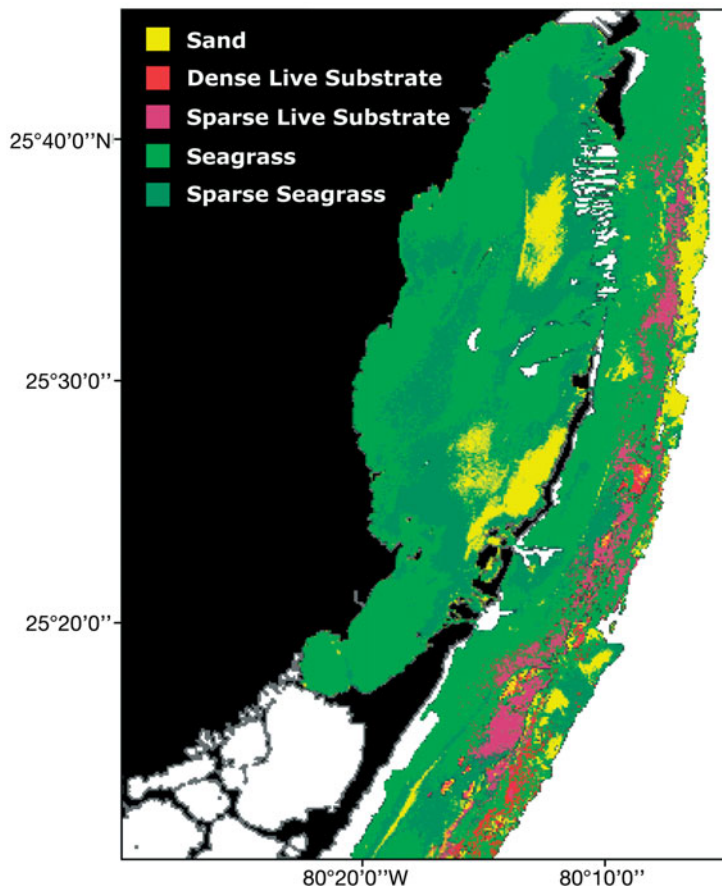 Sand
Dense Live Substrate
Sparse Live Substrate
Seagrass
Sparse Seagrass
25°40'0''N
25°30'0''
25°20'0''
80°20'W
80°10'0''